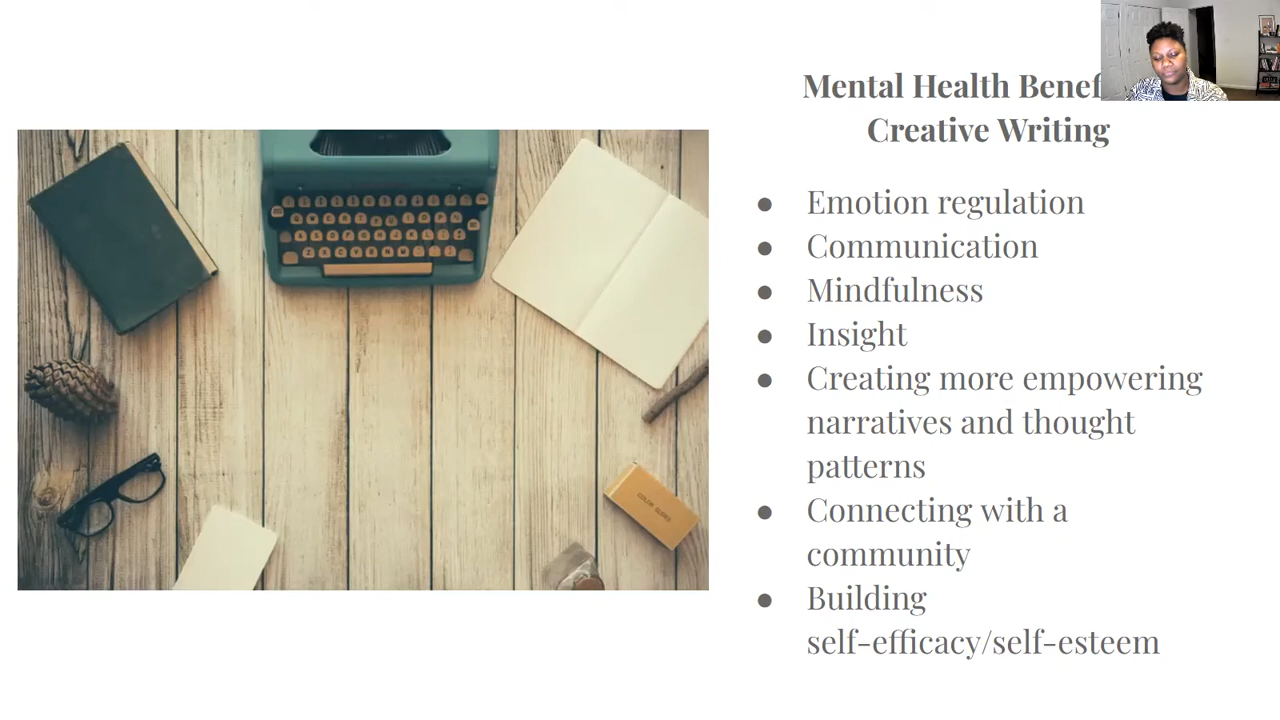 Mental Health Benef
Creative Writing
● Emotion regulation
● Communication
● Mindfulness
● Insight
● Creating more empowering
narratives and thought
patterns
● Connecting with a
community
● Building
self-efficacy/self-esteem